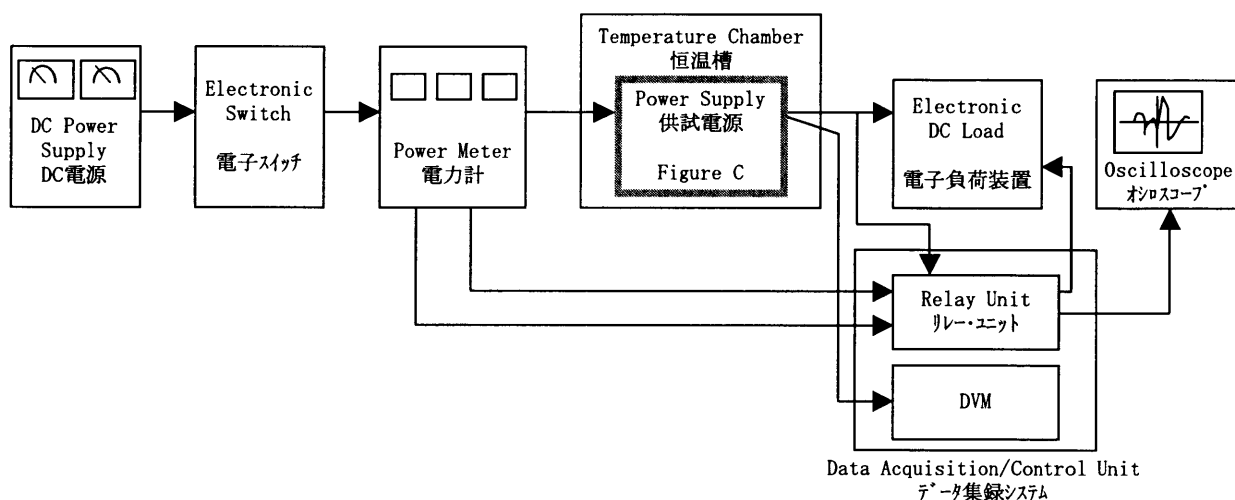 DC Power
Supply
DC電源
Electronic
Switch
電子スイッチ
Power Meter
電力計
Temperature Chamber
恒温槽
Power Supply
供試電源
Figure C
Electronic
DC Load
電子負荷装置
Oscilloscope
オシロスコープ
Relay Unit
リレー・ユニット
DVM
Data Acquisition/Control Unit
データ集録システム